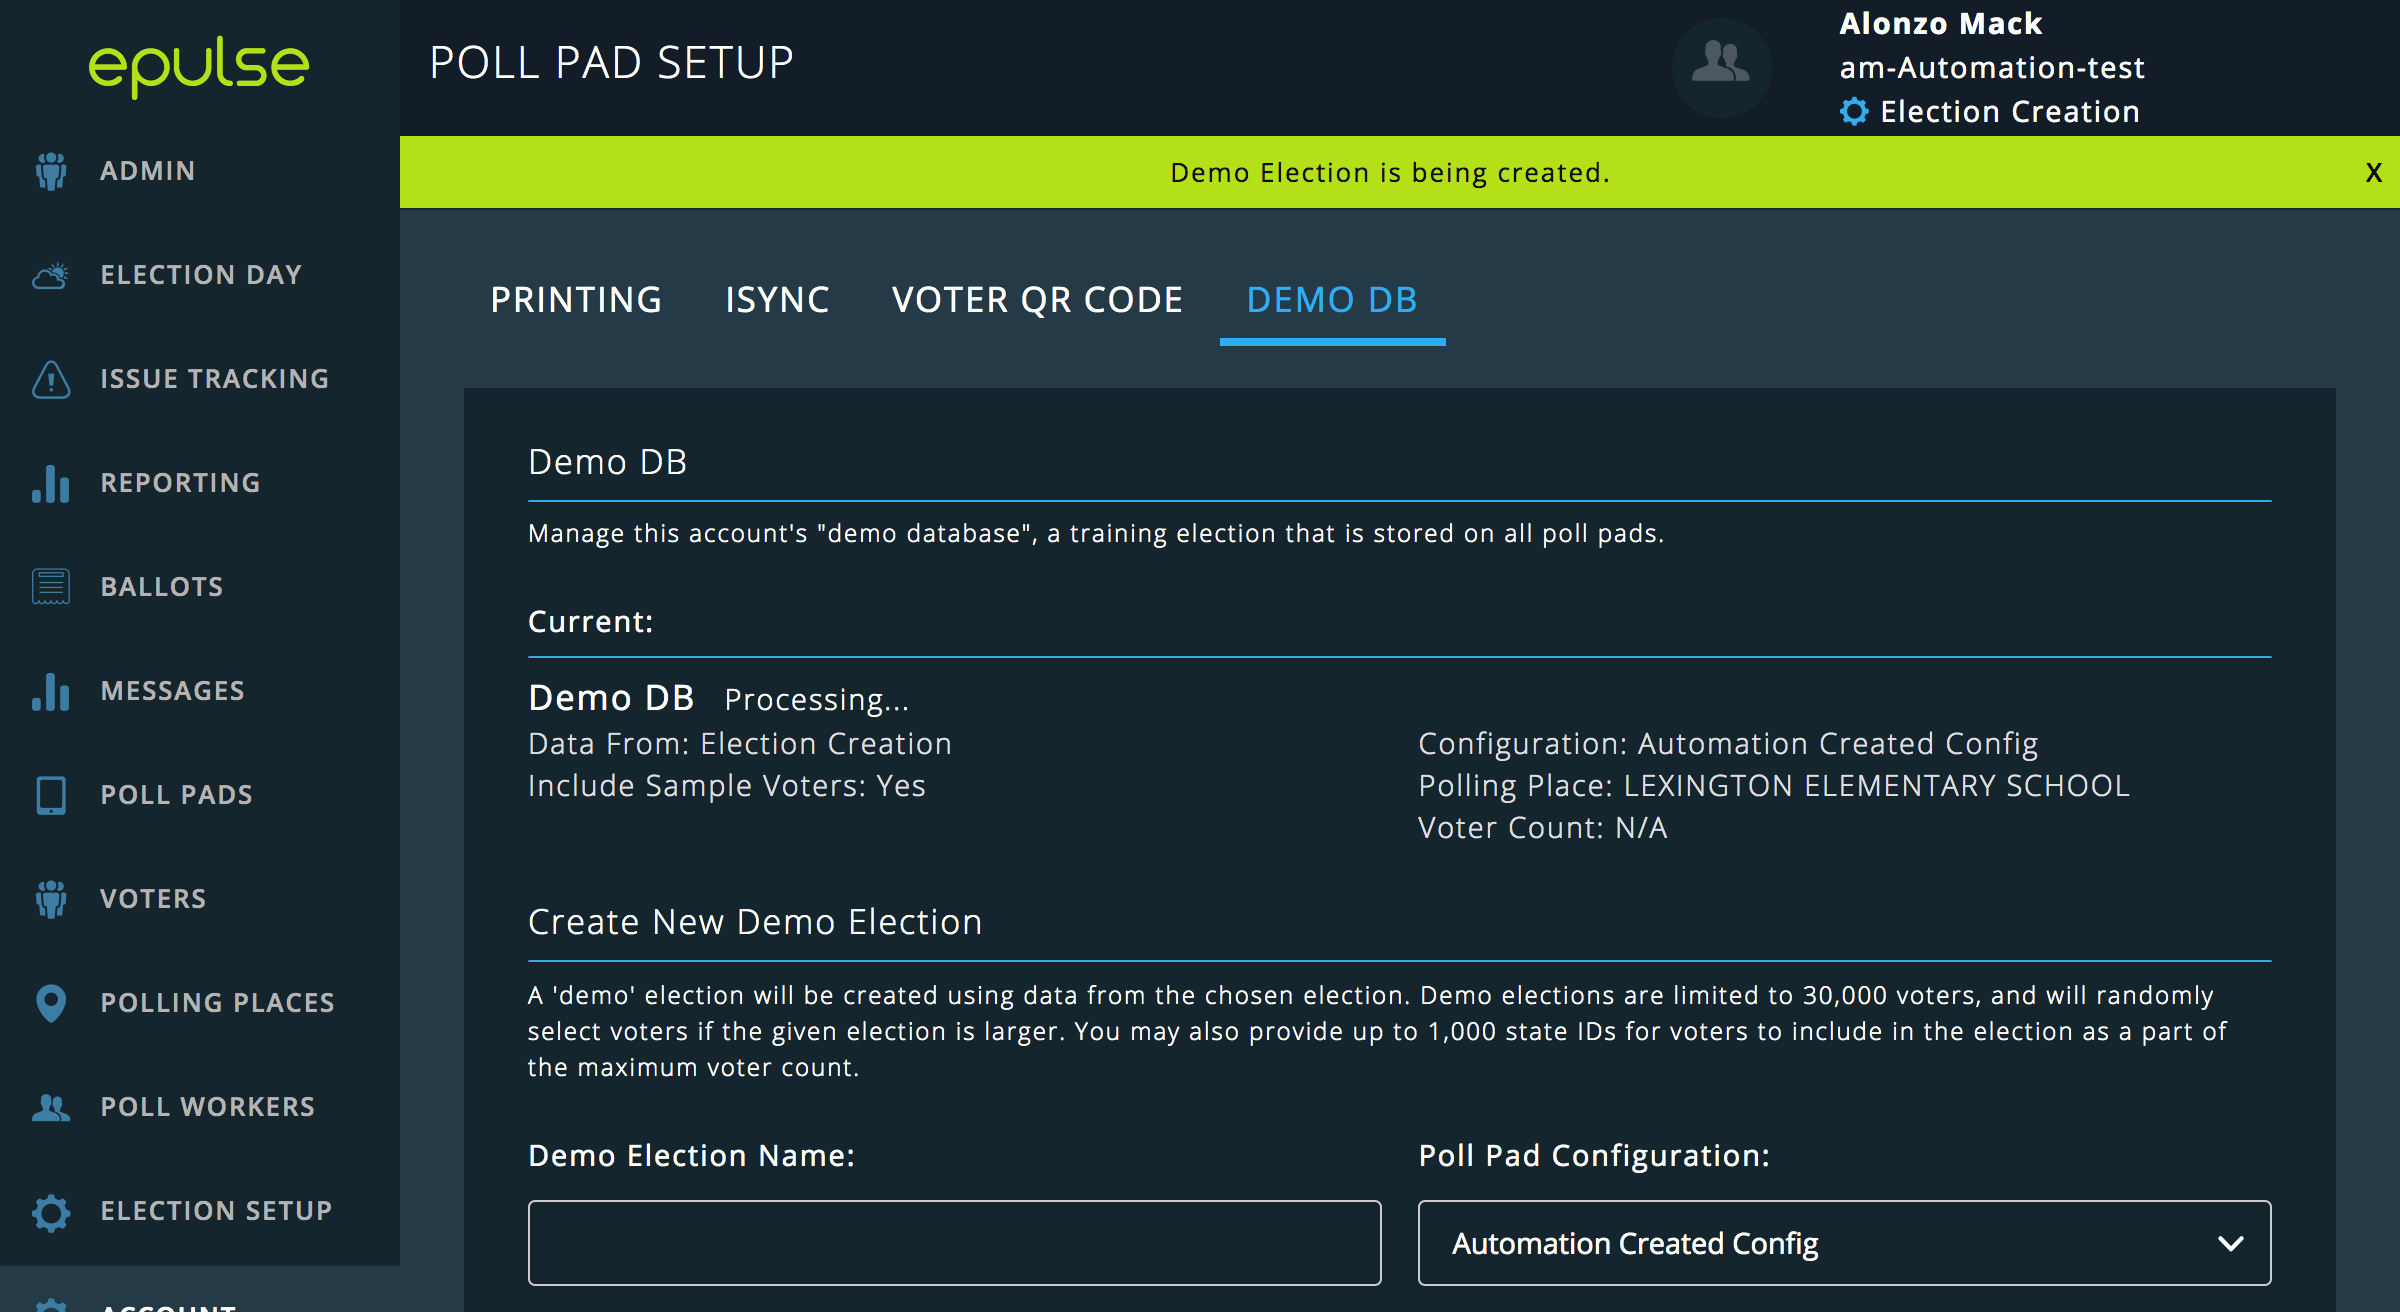 epulse
POLL PAD SETUP
Alonzo Mack
am-Automation-test
Election Creation
Demo Election is being created.
X
ADMIN
ELECTION DAY
ISSUE TRACKING
REPORTING
BALLOTS
MESSAGES
POLL PADS
VOTERS
POLLING PLACES
POLL WORKERS
ELECTION SETUP
ACCOUNT
PRINTING
ISYNC
VOTER QR CODE
DEMO DB
Demo DB
Manage this account's "demo database", a training election that is stored on all poll pads.
Current:
Demo DB Processing...
Data From: Election Creation
Include Sample Voters: Yes
Configuration: Automation Created Config
Polling Place: LEXINGTON ELEMENTARY SCHOOL
Voter Count: N/A
Create New Demo Election
A 'demo' election will be created using data from the chosen election. Demo elections are limited to 30,000 voters, and will randomly
select voters if the given election is larger. You may also provide up to 1,000 state IDs for voters to include in the election as a part of
the maximum voter count.
Demo Election Name:
Poll Pad Configuration:
Automation Created Config